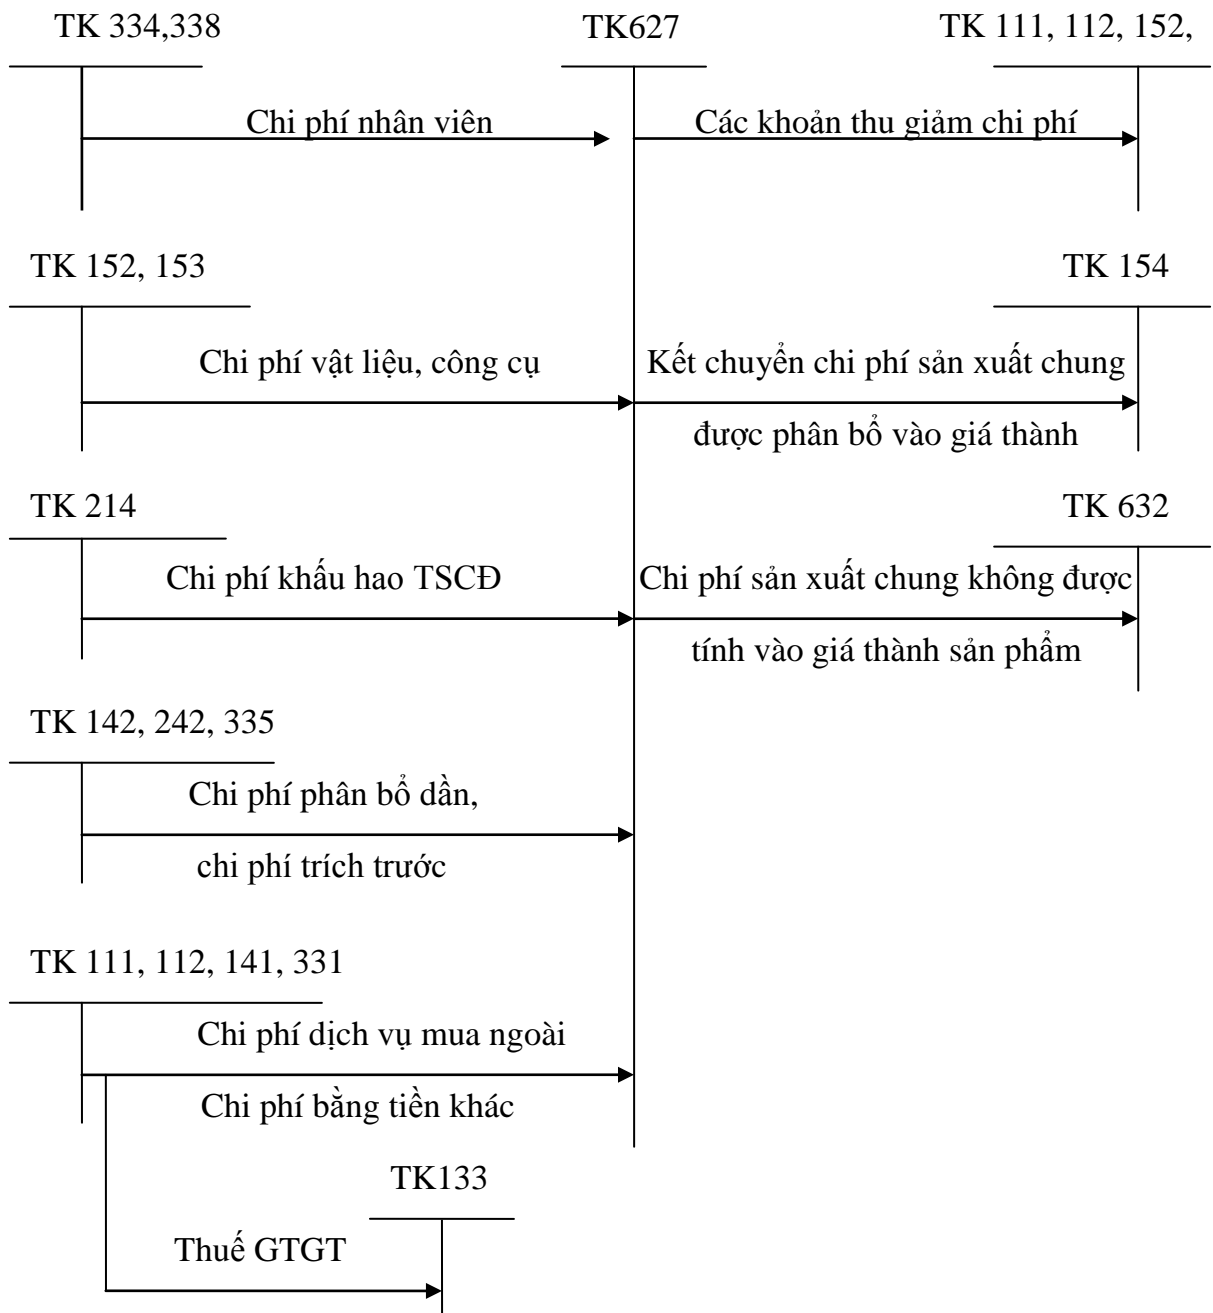 TK 334,338
TK627
TK 111, 112, 152,
Chi phí nhân viên
Các khoản thu giảm chi phí
TK 152, 153
TK 154
Chi phí vật liệu, công cụ
Kết chuyển chi phí sản xuất chung
được phân bổ vào giá thành
TK 214
TK 632
Chi phí khấu hao TSCĐ
Chi phí sản xuất chung không được
tính vào giá thành sản phẩm
TK 142, 242, 335
Chi phí phân bổ dần,
chi phí trích trước
TK 111, 112, 141, 331
Chi phí dịch vụ mua ngoài
Chi phí bằng tiền khác
TK133
Thuế GTGT